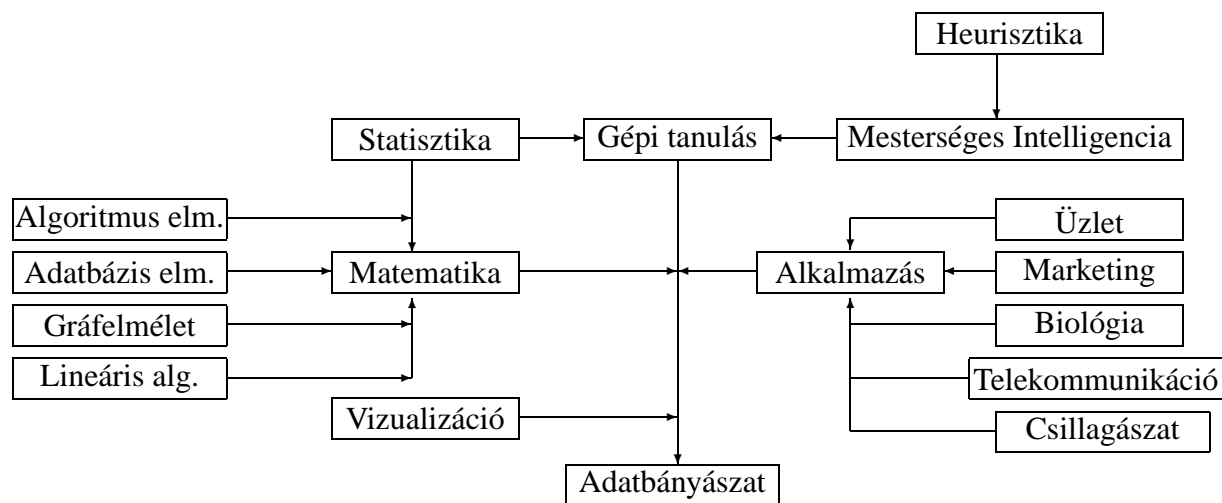 Heurisztika
Statisztika
Gépi tanulás
Mesterséges Intelligencia
Algoritmus elm.
Üzlet
Adatbázis elm.
Matematika
Alkalmazás
Marketing
Gráfelmélet
Biológia
Lineáris alg.
Telekommunikáció
Vizualizáció
Csillagászat
Adatbányászat